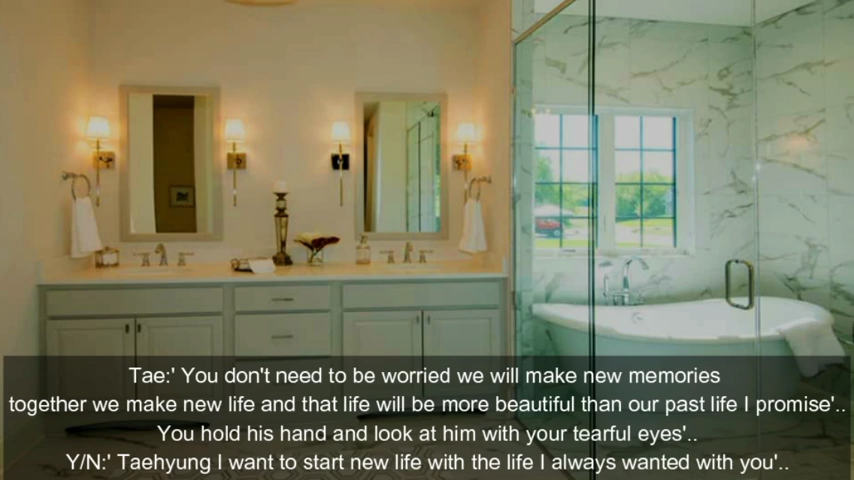 Tae:' You don't need to be worried we will make new memories
together we make new life and that life will be more beautiful than our past life I promise'..
You hold his hand and look at him with your tearful eyes'..
Y/N:' Taehyung I want to start new life with the life I always wanted with you'..